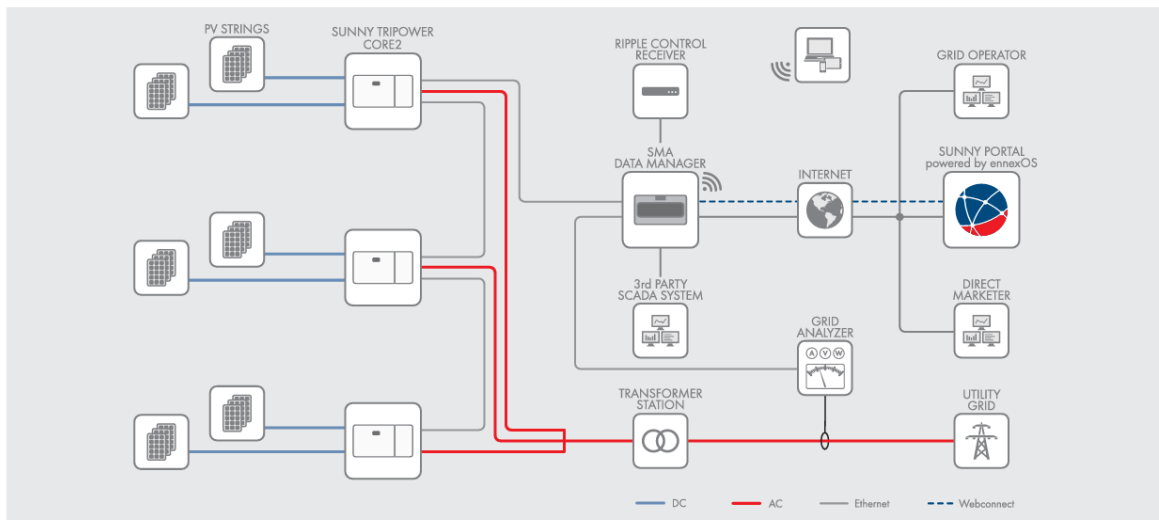 PV STRINGS
SUNNY TRIPOWER
CORE2
RIPPLE CONTROL
RECEIVER
GRID OPERATOR
SMA
DATA MANAGER
INTERNET
SUNNY PORTAL
powered by ennexOS
3rd PARTY
SCADA SYSTEM
DIRECT
MARKETER
GRID
ANALYZER
A V W
TRANSFORMER
STATION
UTILITY
GRID
DC
AC
Ethernet
Webconnect